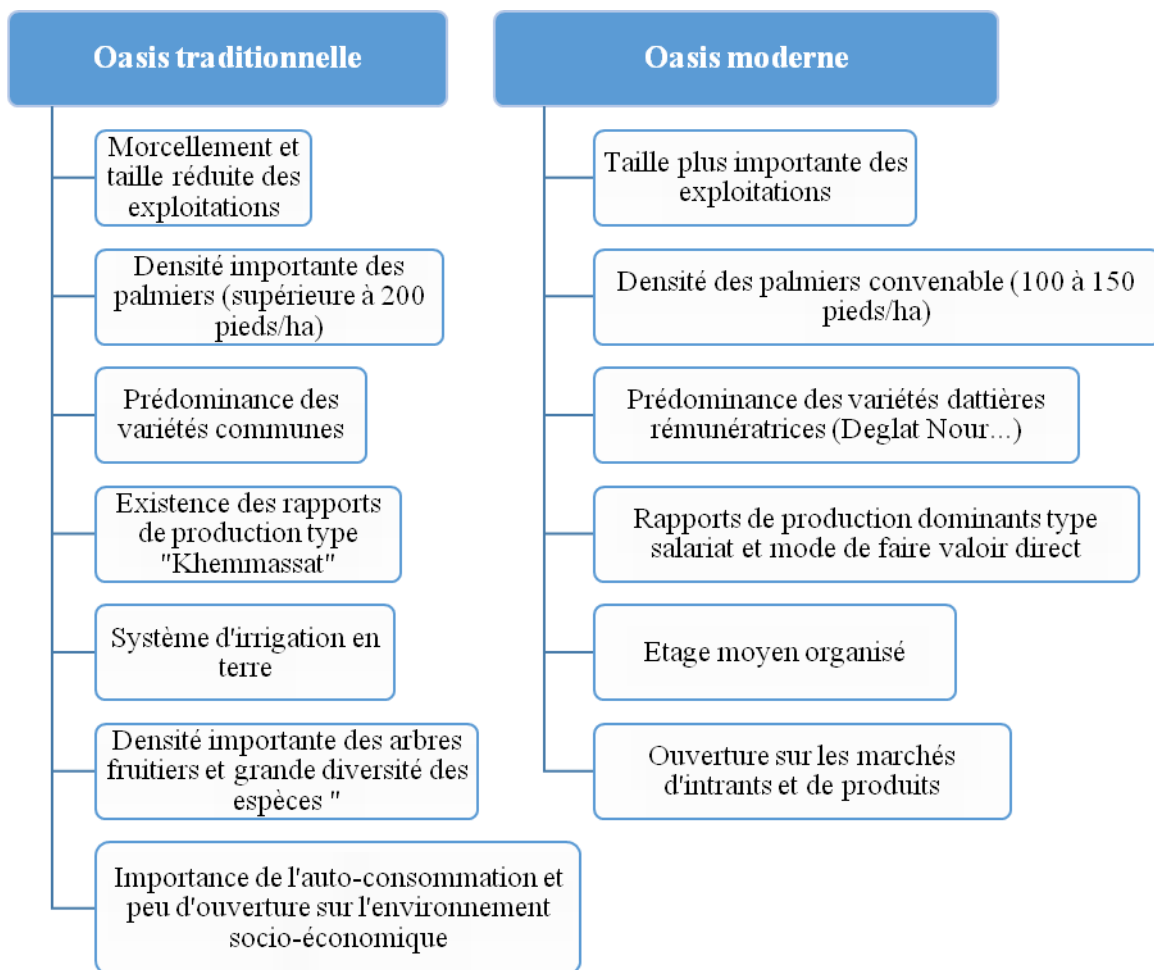 Oasis traditionnelle
Morcellement et
taille réduite des
exploitations
Densité importante des
palmiers (supérieure à 200
pieds/ha)
Prédominance des
variétés communes
Existence des rapports
de production type
"Khemmassat"
Système d'irrigation en
terre
Densité importante des arbres
fruitiers et grande diversité des
espèces "
Importance de l'auto-consommation et
peu d'ouverture sur l'environnement
socio-économique
Oasis moderne
Taille plus importante des
exploitations
Densité des palmiers convenable (100 à 150
pieds/ha)
Prédominance des variétés dattières
rémunératrices (Deglat Nour...)
Rapports de production dominants type
salariat et mode de faire valoir direct
Etage moyen organisé
Ouverture sur les marchés
d'intrants et de produits